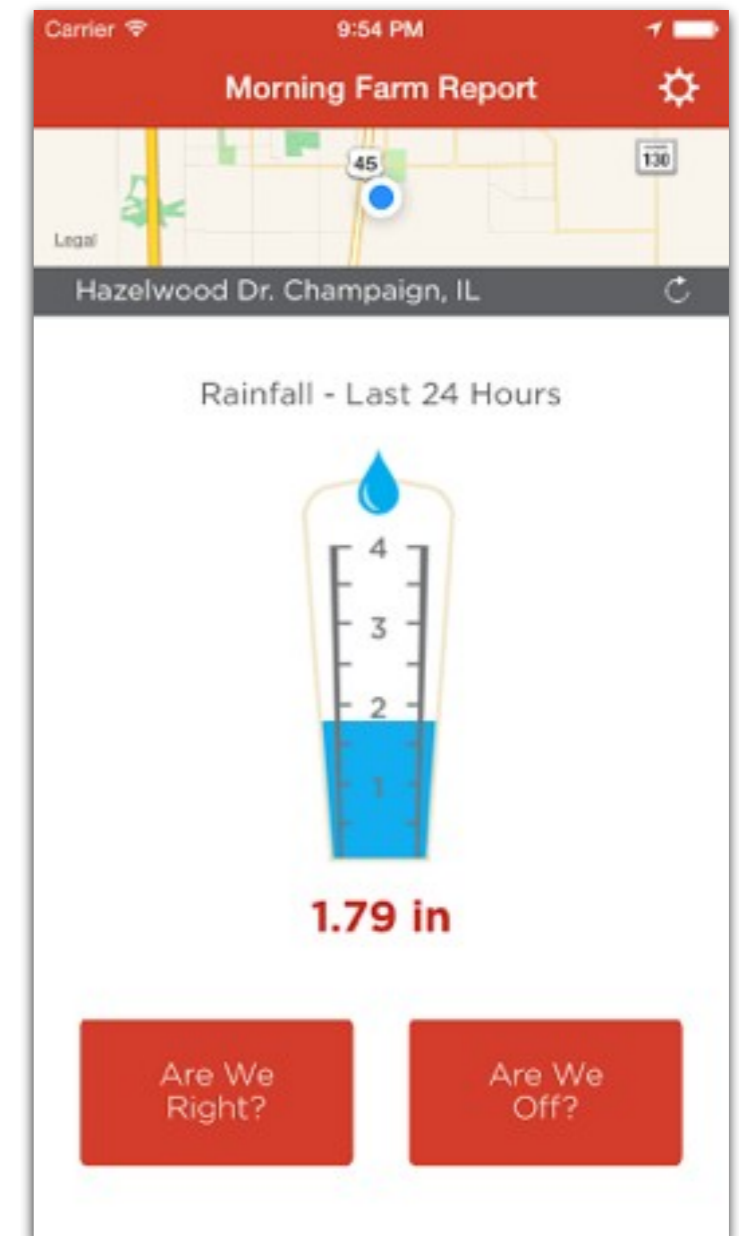 Carrier 9:54 PM
Morning Farm Report
45
130
Legal
Hazelwood Dr. Champaign, IL
Rainfall - Last 24 Hours
4
3
2
1
1.79 in
Are We
Right?
Are We
Off?